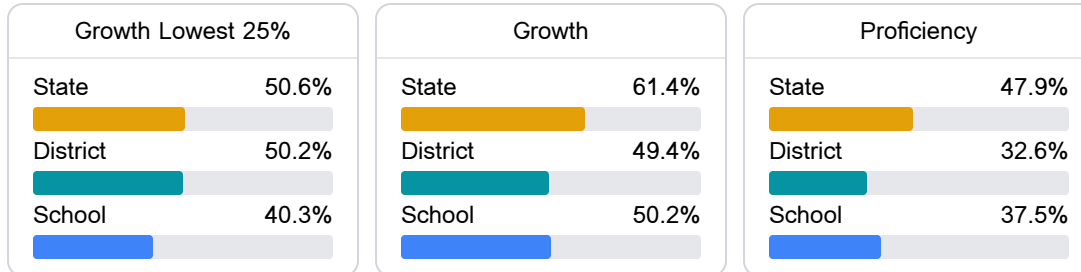 Growth Lowest 25%
State 50.6%
District 50.2%
School 40.3%
Growth
State 61.4%
District 49.4%
School 50.2%
Proficiency
State 47.9%
District 32.6%
School 37.5%